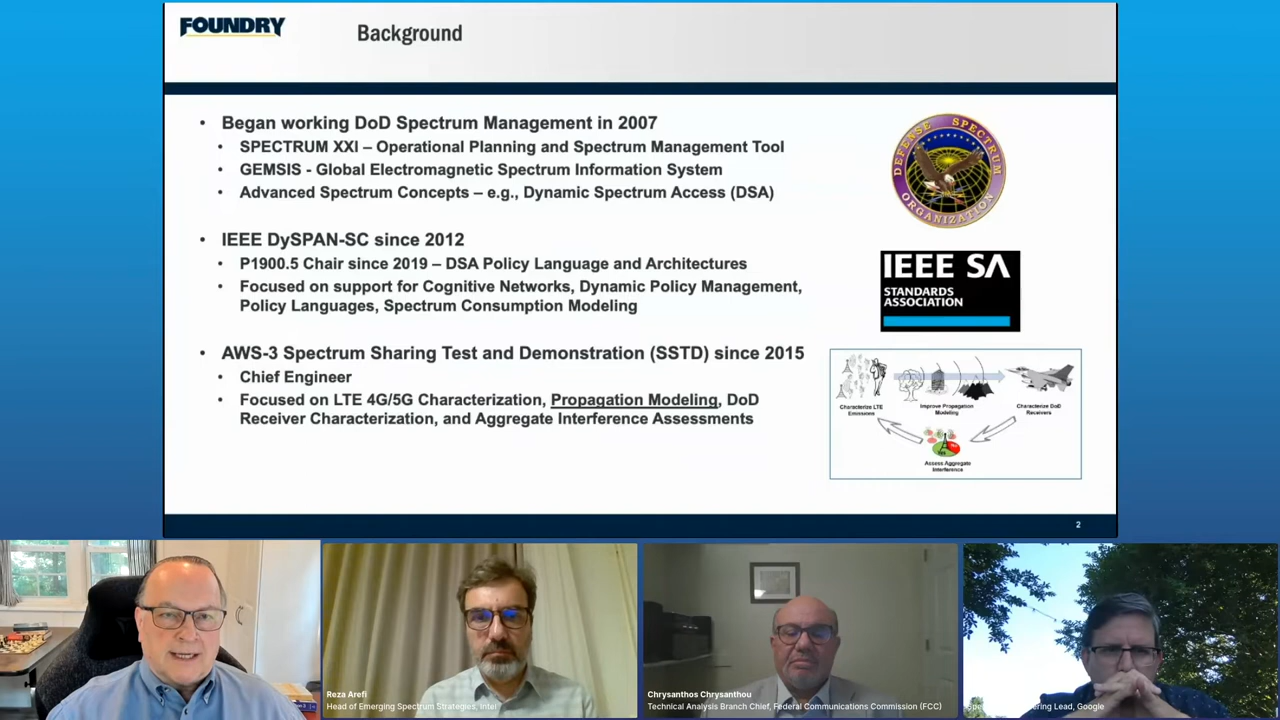 FOUNDRY
Background
• Began working DoD Spectrum Management in 2007
• SPECTRUM XXI – Operational Planning and Spectrum Management Tool
• GEMSIS - Global Electromagnetic Spectrum Information System
• Advanced Spectrum Concepts – e.g., Dynamic Spectrum Access (DSA)
DEFENSE SPECTRUM
ORGANIZATION
• IEEE DySPAN-SC since 2012
• P1900.5 Chair since 2019 – DSA Policy Language and Architectures
• Focused on support for Cognitive Networks, Dynamic Policy Management,
Policy Languages, Spectrum Consumption Modeling
IEEE SA
STANDARDS
ASSOCIATION
• AWS-3 Spectrum Sharing Test and Demonstration (SSTD) since 2015
• Chief Engineer
• Focused on LTE 4G/5G Characterization, Propagation Modeling, DoD
Receiver Characterization, and Aggregate Interference Assessments
Characterize LTE
Emissions
Improve Propagation
Modeling
Characterize DoD
Receivers
Assess Aggregate
Interference
2
Reza Arefi
Head of Emerging Spectrum Strategies, Intel
Chrysanthos Chrysanthou
Technical Analysis Branch Chief, Federal Communications Commission (FCC)
Lead, Google